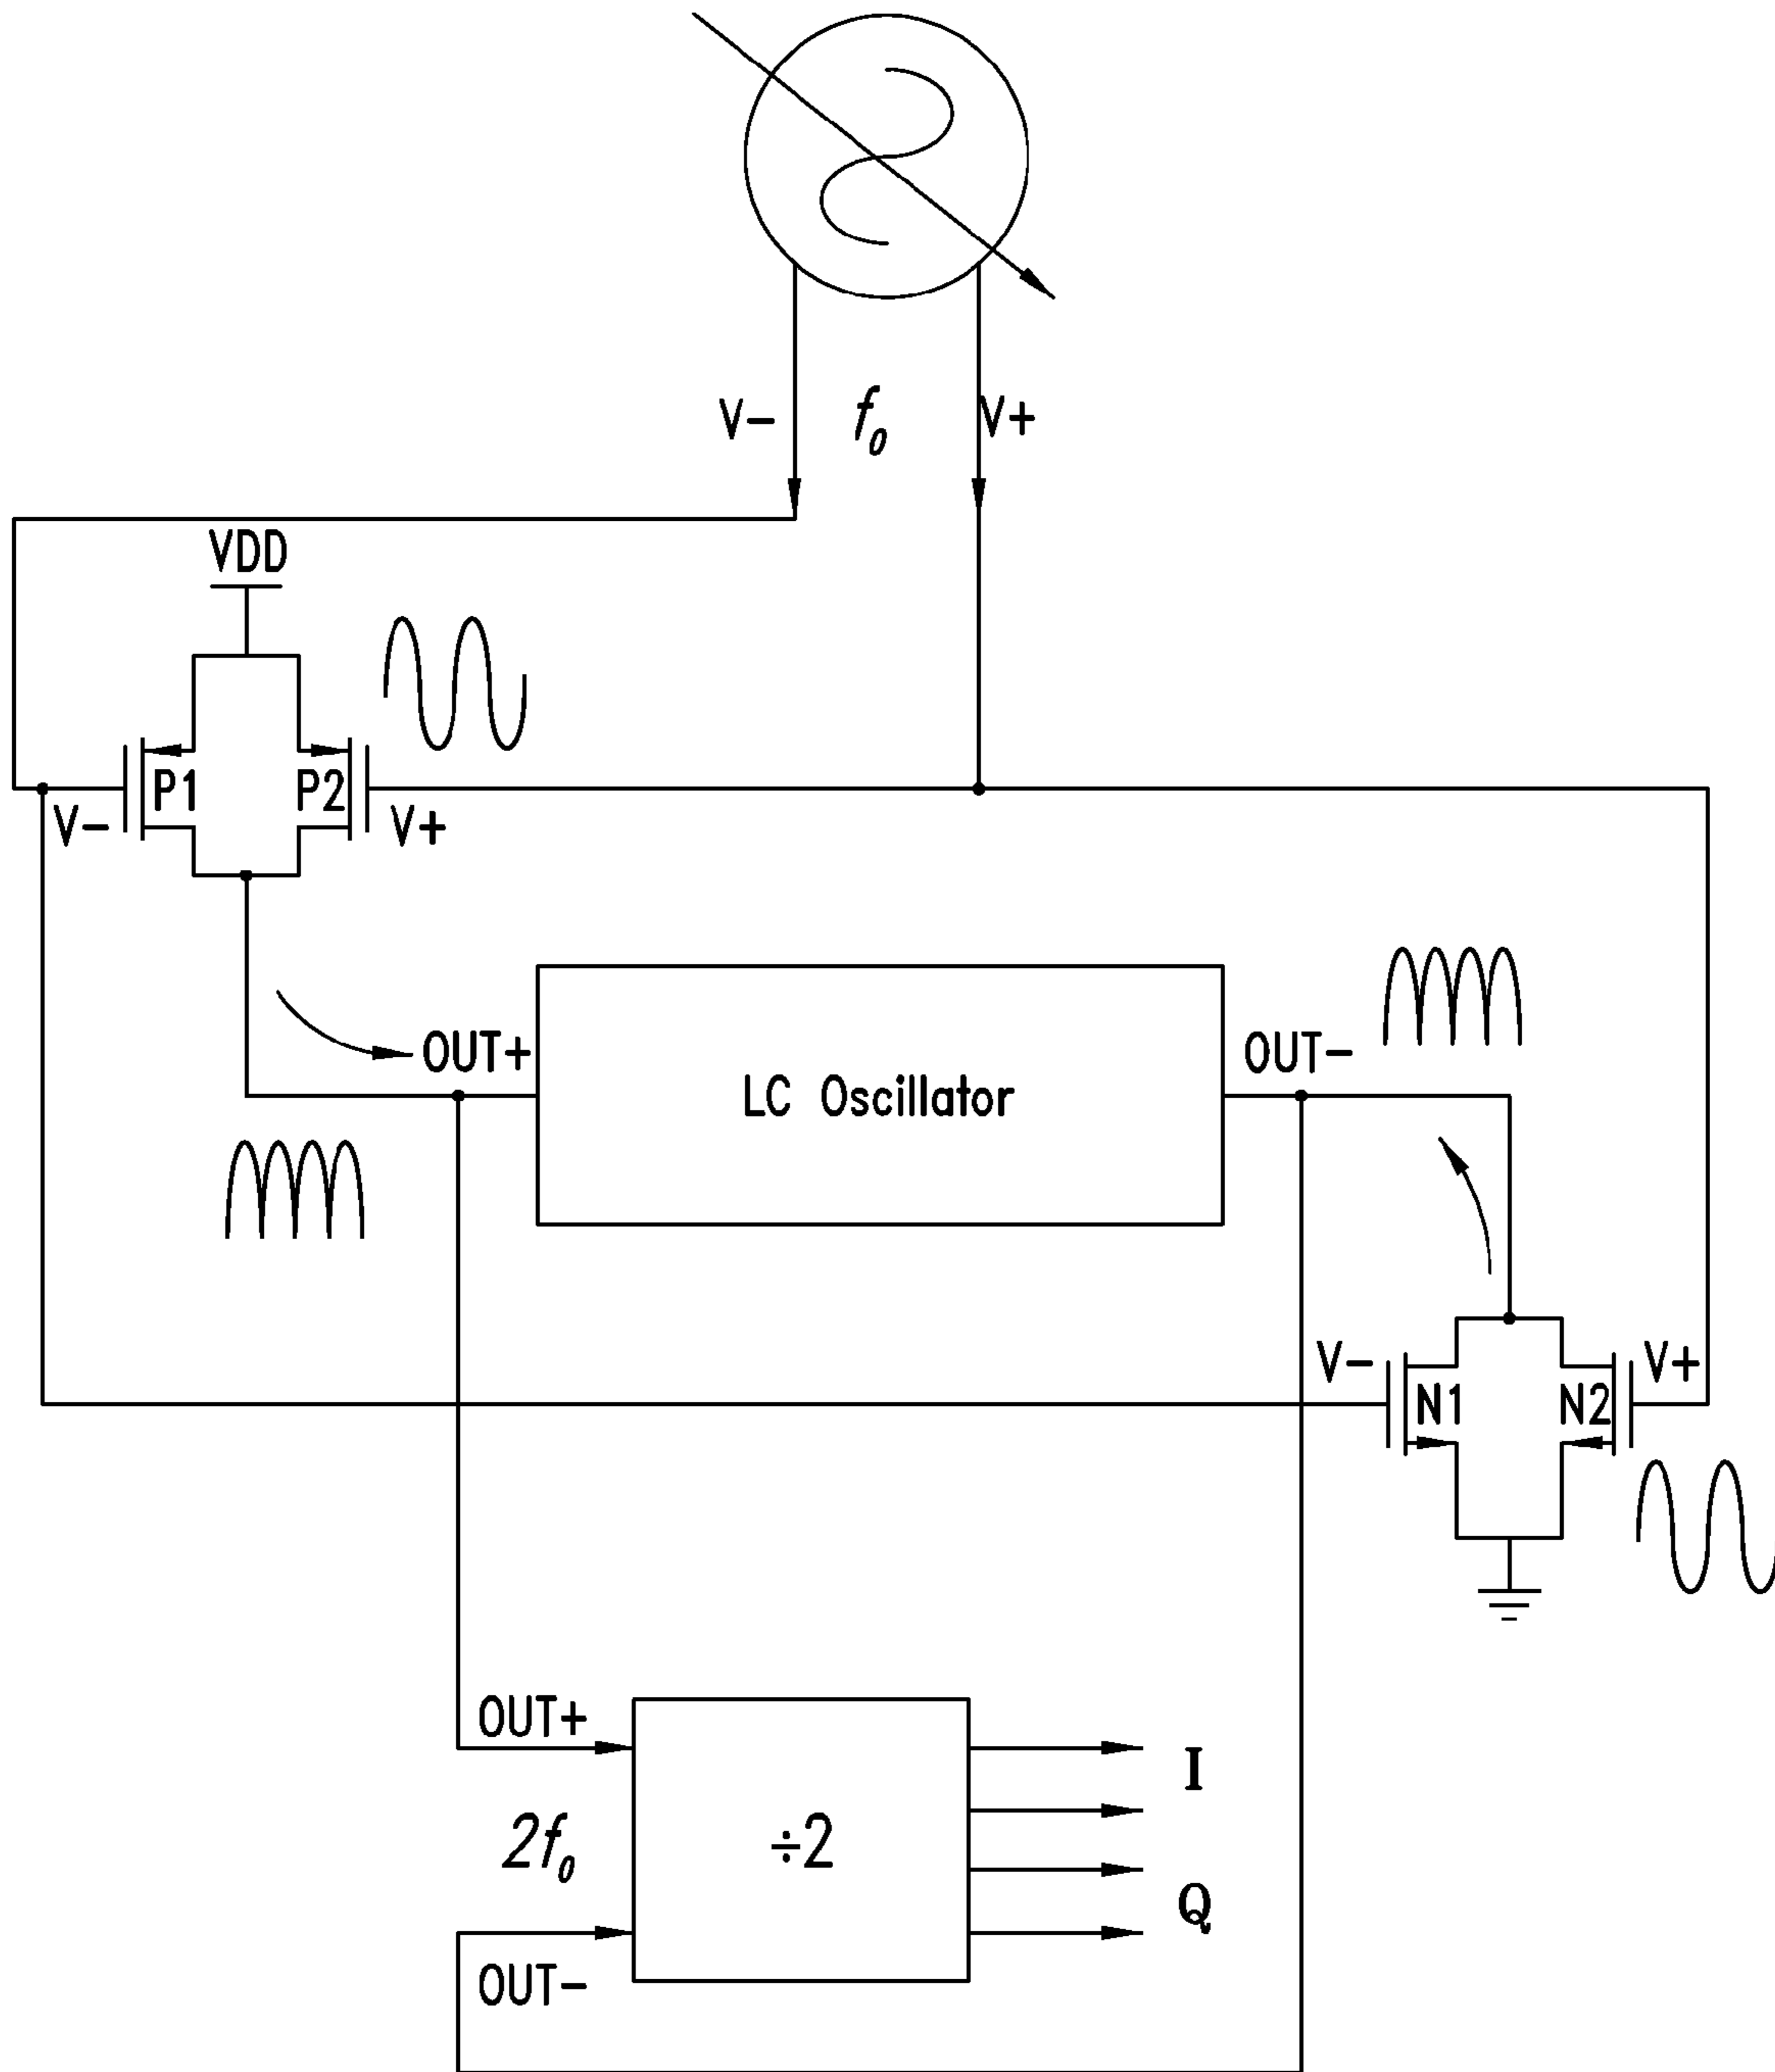 V-
f0
V+
VDD
P1
P2
V-
V+
OUT+
LC Oscillator
OUT-
V-
V+
N1
N2
OUT+
I
2f0
÷2
Q
OUT-